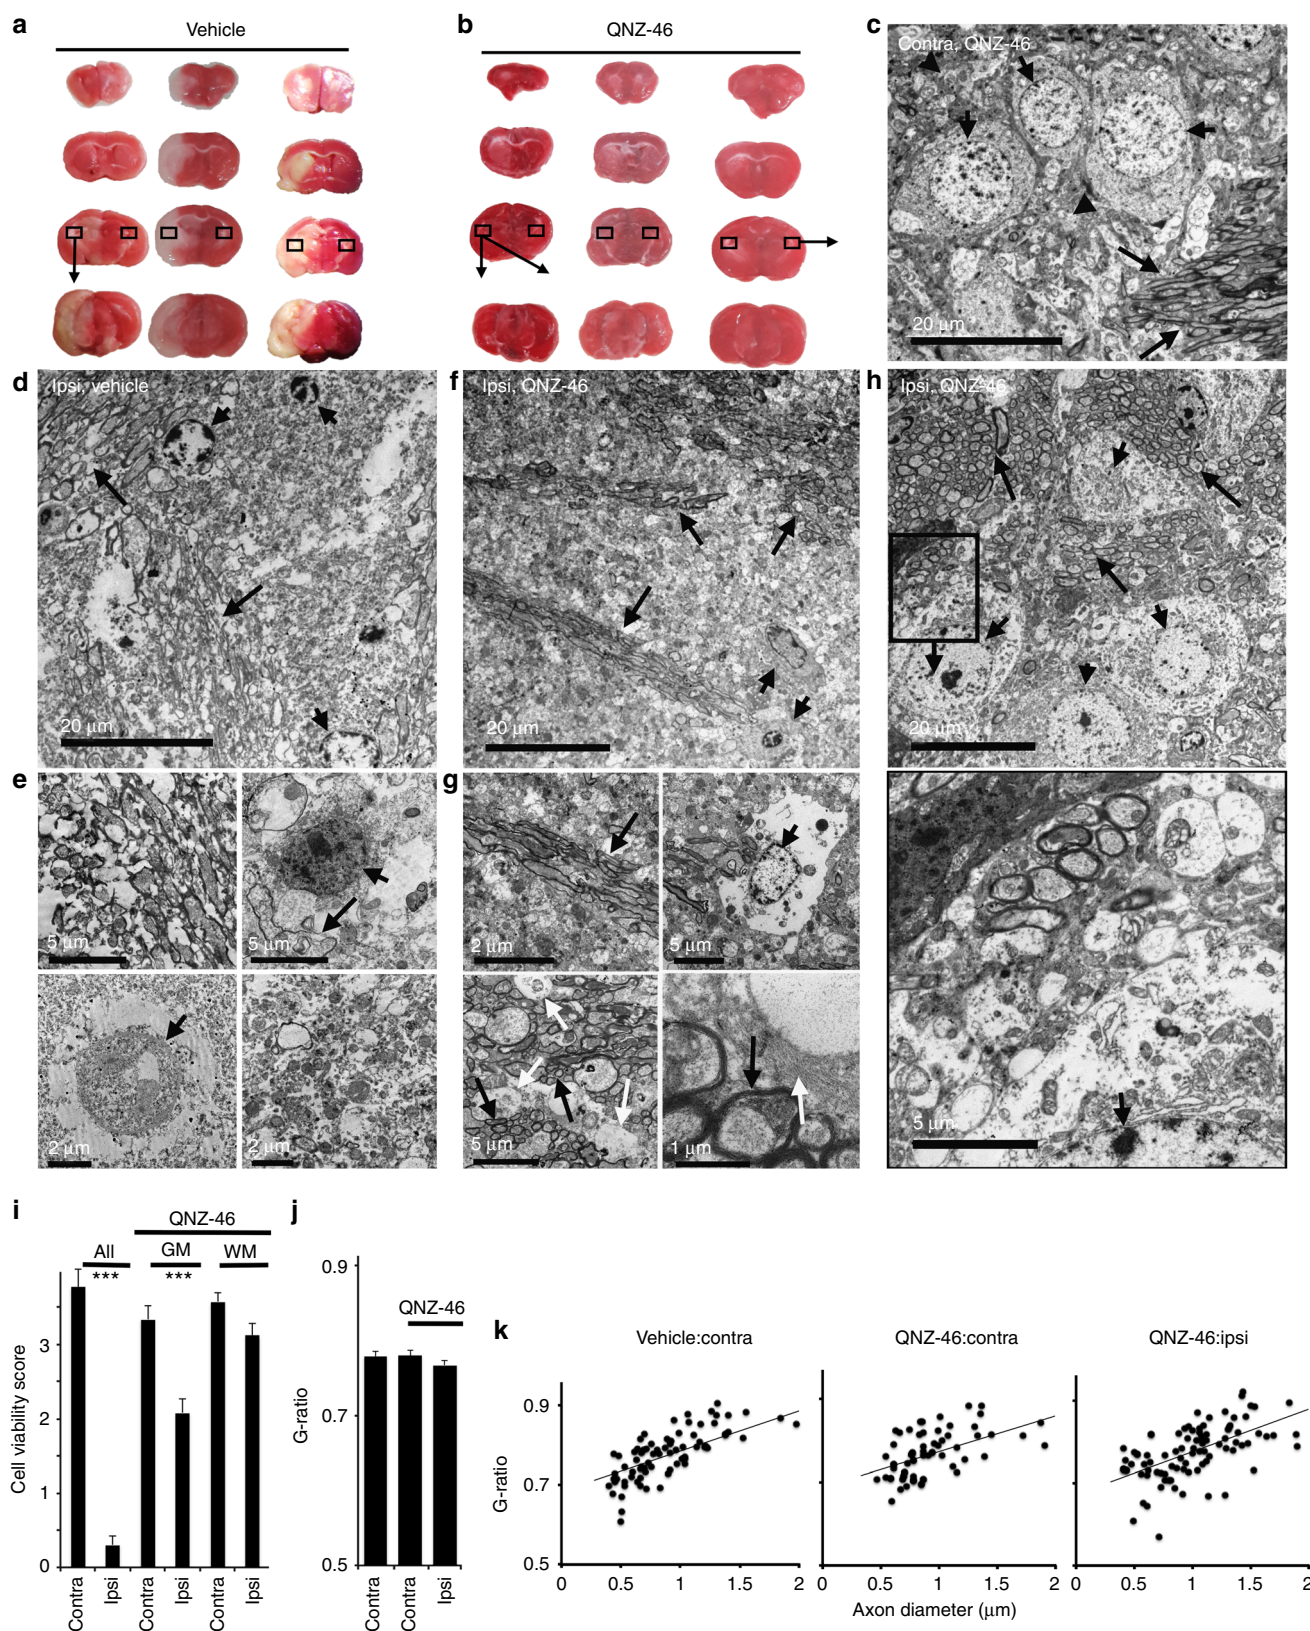 a
Vehicle
b
QNZ-46
c
Contra, QNZ-46
20 μm
d
Ipsi, vehicle
20 μm
f
Ipsi, QNZ-46
20 μm
h
Ipsi, QNZ-46
20 μm
e
5 μm
5 μm
2 μm
2 μm
g
2 μm
5 μm
5 μm
1 μm
5 μm
i
QNZ-46
All
GM
WM
***
***
Cell viability score
3
2
1
0
Contra
Ipsi
Contra
Ipsi
Contra
Ipsi
j
QNZ-46
G-ratio
0.9
0.7
0.5
Contra
Contra
Ipsi
k
Vehicle:contra
QNZ-46:contra
QNZ-46:ipsi
G-ratio
0.9
0.7
0.5
0
0.5
1
1.5
2
0
0.5
1
1.5
2
0
0.5
1
1.5
2
Axon diameter (μm)